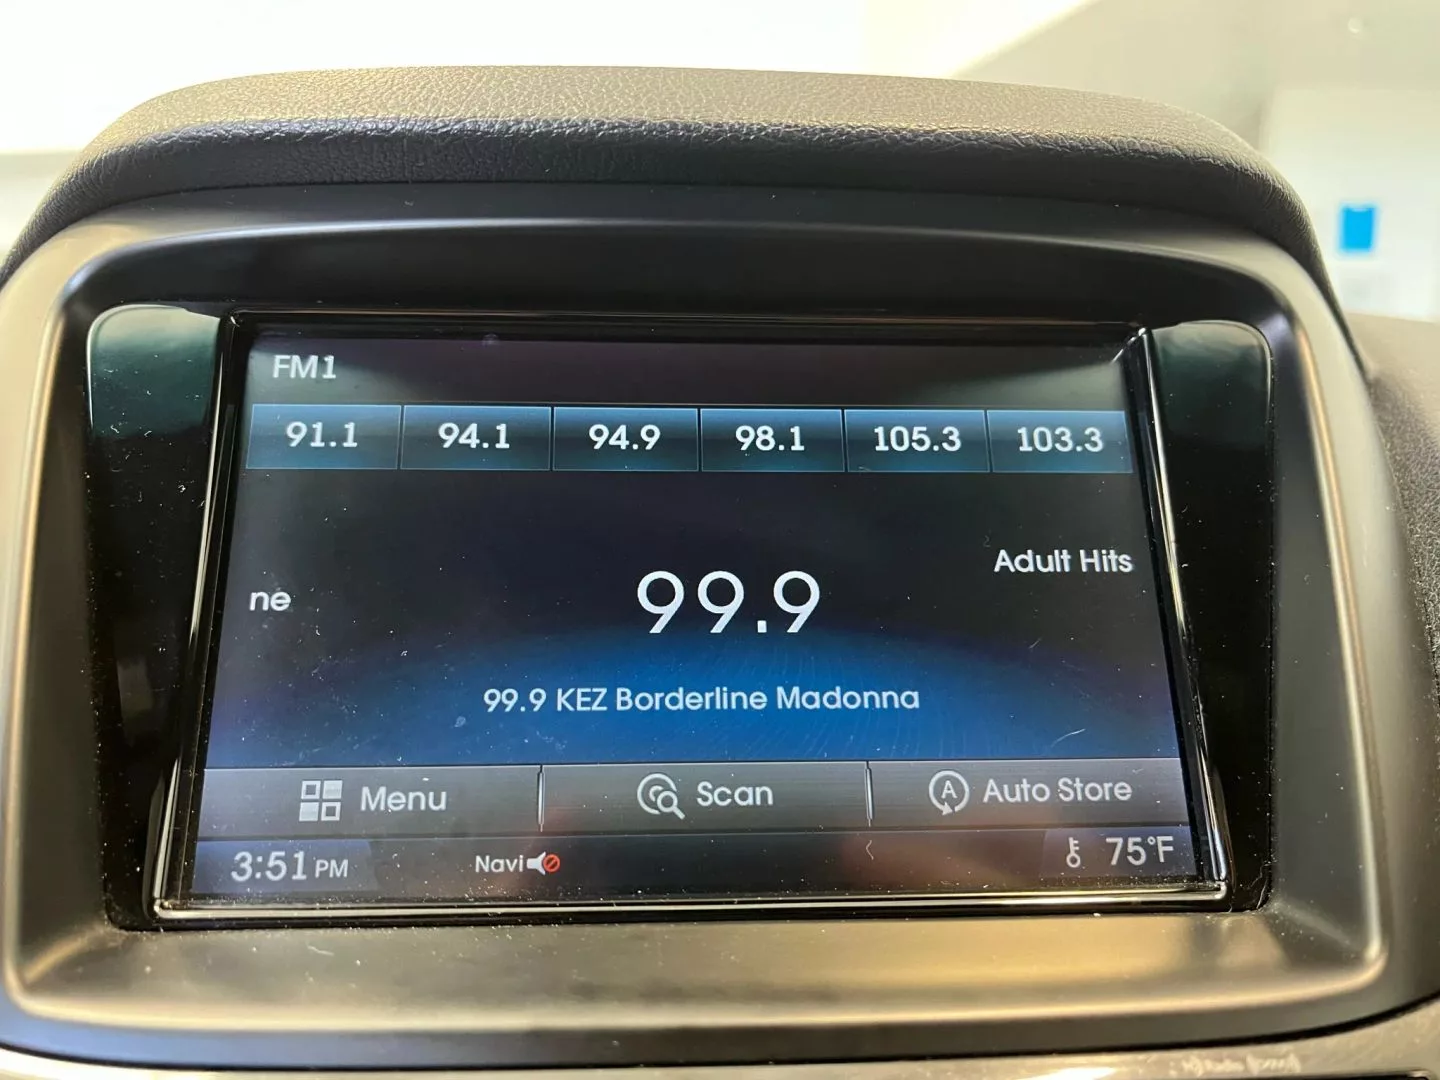 FM1
91.1 94.1 94.9 98.1 105.3 103.3
Adult Hits
ne 99.9
99.9 KEZ Borderline Madonna
Menu Scan A Auto Store
3:51 PM Navi 75°F